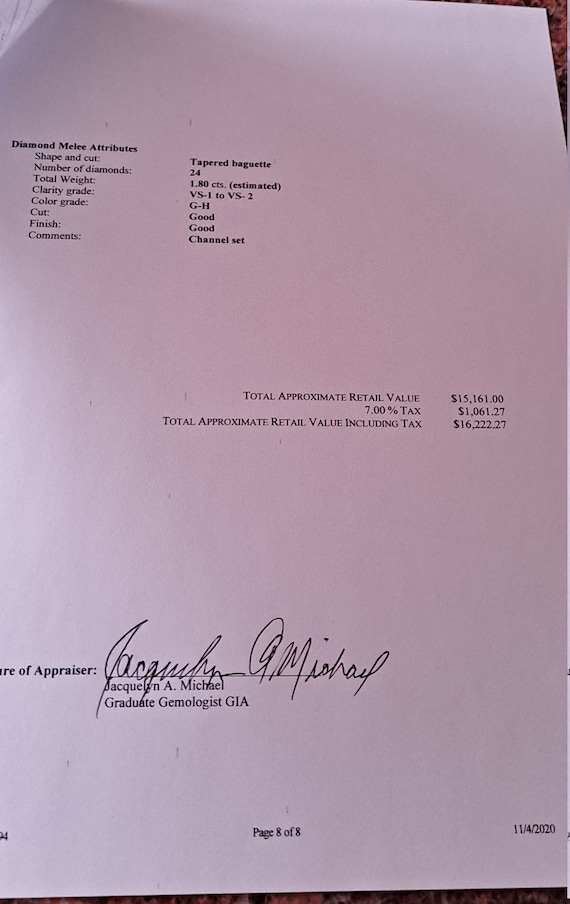 Diamond Melee Attributes
Shape and cut: Tapered baguette
Number of diamonds: 24
Total Weight: 1.80 cts. (estimated)
Clarity grade: VS-1 to VS- 2
Color grade: G-H
Cut: Good
Finish: Good
Comments: Channel set
TOTAL APPROXIMATE RETAIL VALUE $15,161.00
7.00 % TAX $1,061.27
TOTAL APPROXIMATE RETAIL VALUE INCLUDING TAX $16,222.27
Jacquelyn A Michael
re of Appraiser:
Jacquelyn A. Michael
Graduate Gemologist GIA
Page 8 of 8 11/4/2020